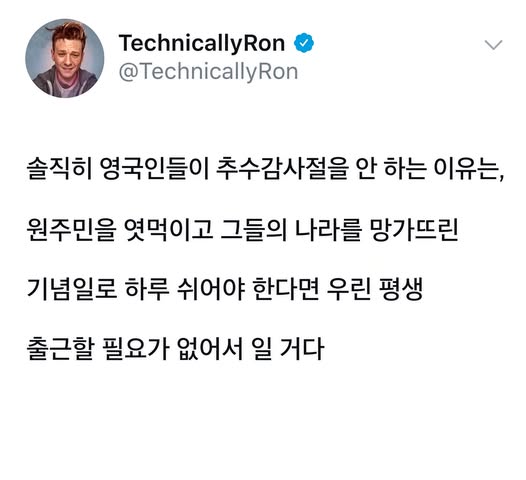 TechnicallyRon
@TechnicallyRon
솔직히 영국인들이 추수감사절을 안 하는 이유는,
원주민을 엿먹이고 그들의 나라를 망가뜨린
기념일로 하루 쉬어야 한다면 우린 평생
출근할 필요가 없어서 일 거다